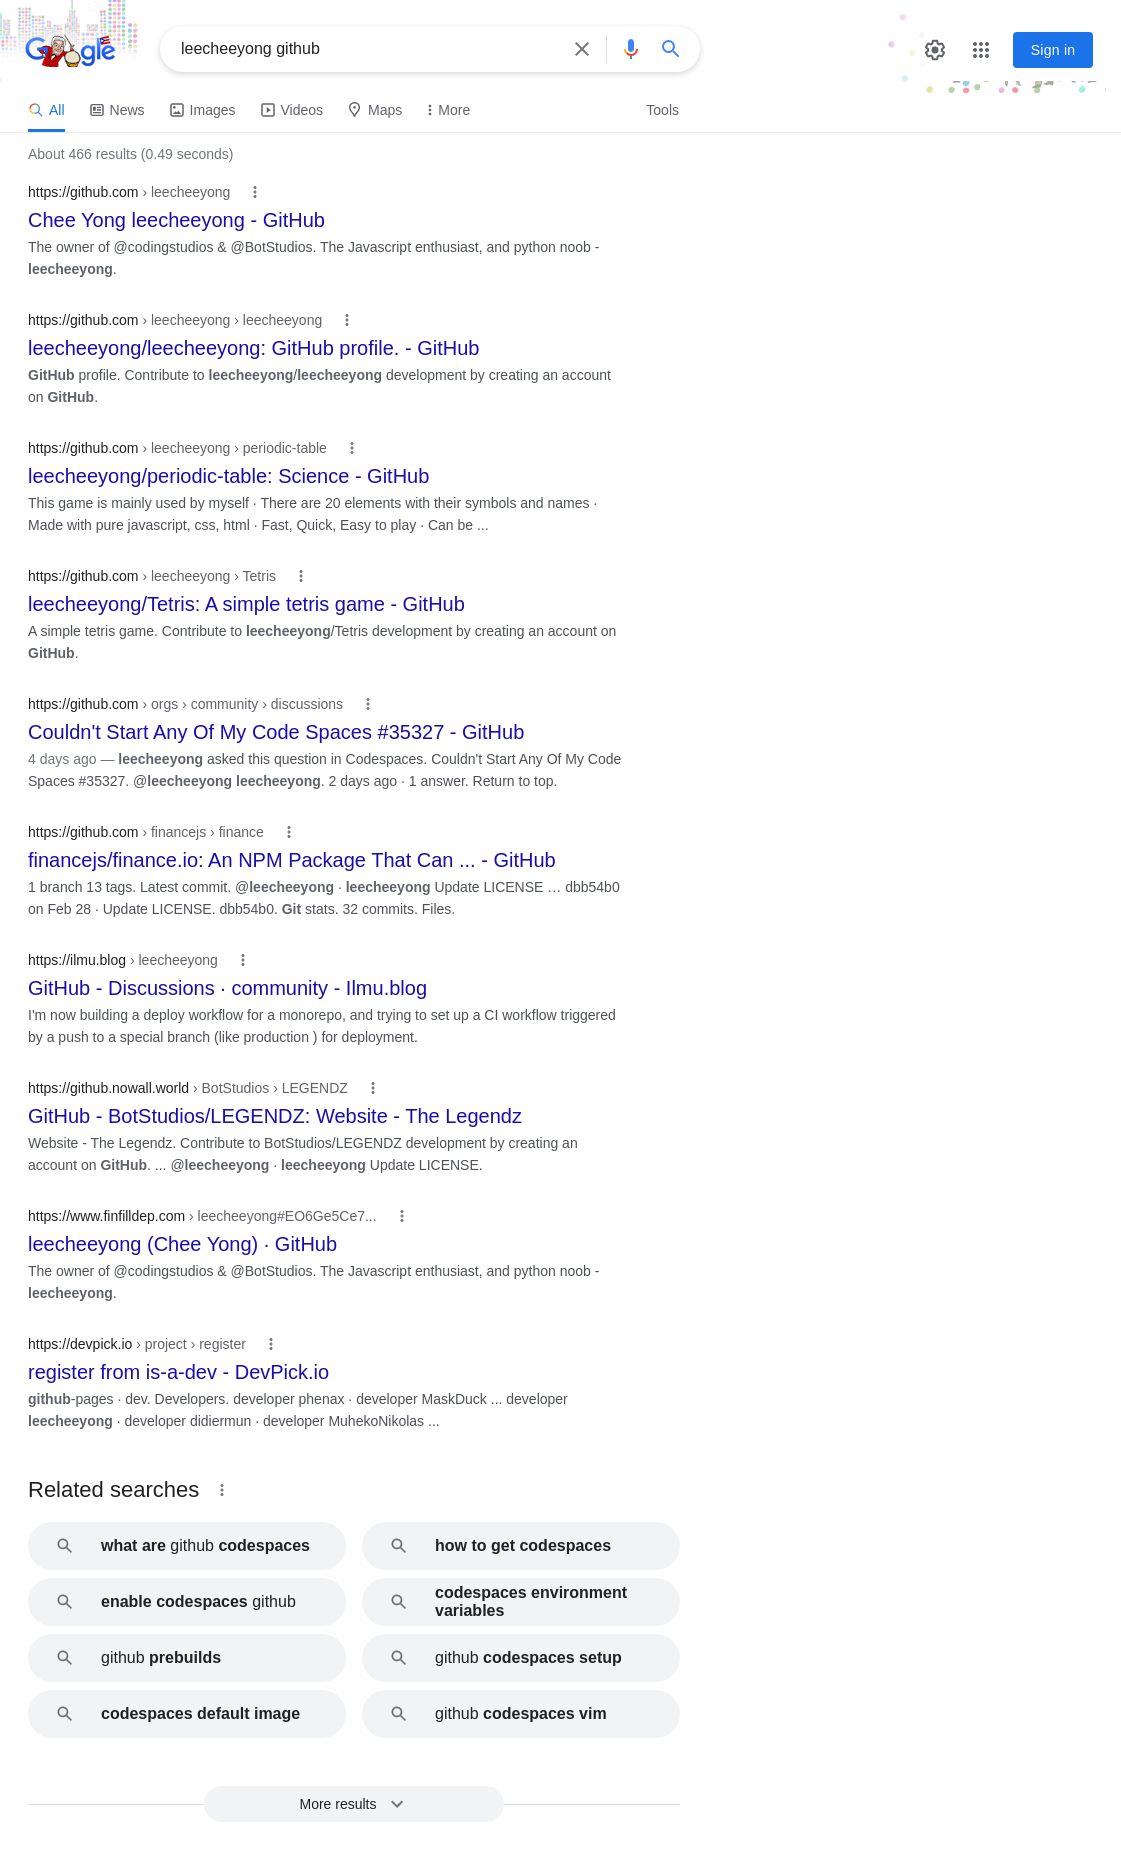 Google
leecheeyong github
Sign in
All
News
Images
Videos
Maps
More
Tools
About 466 results (0.49 seconds)
https://github.com › leecheeyong
Chee Yong leecheeyong - GitHub
The owner of @codingstudios & @BotStudios. The Javascript enthusiast, and python noob -
leecheeyong.
https://github.com › leecheeyong › leecheeyong
leecheeyong/leecheeyong: GitHub profile. - GitHub
GitHub profile. Contribute to leecheeyong/leecheeyong development by creating an account
on GitHub.
https://github.com › leecheeyong › periodic-table
leecheeyong/periodic-table: Science - GitHub
This game is mainly used by myself · There are 20 elements with their symbols and names ·
Made with pure javascript, css, html · Fast, Quick, Easy to play · Can be ...
https://github.com › leecheeyong › Tetris
leecheeyong/Tetris: A simple tetris game - GitHub
A simple tetris game. Contribute to leecheeyong/Tetris development by creating an account on
GitHub.
https://github.com › orgs › community › discussions
Couldn't Start Any Of My Code Spaces #35327 - GitHub
4 days ago — leecheeyong asked this question in Codespaces. Couldn't Start Any Of My Code
Spaces #35327. @leecheeyong leecheeyong. 2 days ago · 1 answer. Return to top.
https://github.com › financejs › finance
financejs/finance.io: An NPM Package That Can ... - GitHub
1 branch 13 tags. Latest commit. @leecheeyong · leecheeyong Update LICENSE … dbb54b0
on Feb 28 · Update LICENSE. dbb54b0. Git stats. 32 commits. Files.
https://ilmu.blog › leecheeyong
GitHub - Discussions · community - Ilmu.blog
I'm now building a deploy workflow for a monorepo, and trying to set up a CI workflow triggered
by a push to a special branch (like production ) for deployment.
https://github.nowall.world › BotStudios › LEGENDZ
GitHub - BotStudios/LEGENDZ: Website - The Legendz
Website - The Legendz. Contribute to BotStudios/LEGENDZ development by creating an
account on GitHub. ... @leecheeyong · leecheeyong Update LICENSE.
https://www.finfilldep.com › leecheeyong#EO6Ge5Ce7...
leecheeyong (Chee Yong) · GitHub
The owner of @codingstudios & @BotStudios. The Javascript enthusiast, and python noob -
leecheeyong.
https://devpick.io › project › register
register from is-a-dev - DevPick.io
github-pages · dev. Developers. developer phenax · developer MaskDuck ... developer
leecheeyong · developer didiermun · developer MuhekoNikolas ...
Related searches
what are github codespaces
how to get codespaces
enable codespaces github
codespaces environment
variables
github prebuilds
github codespaces setup
codespaces default image
github codespaces vim
More results